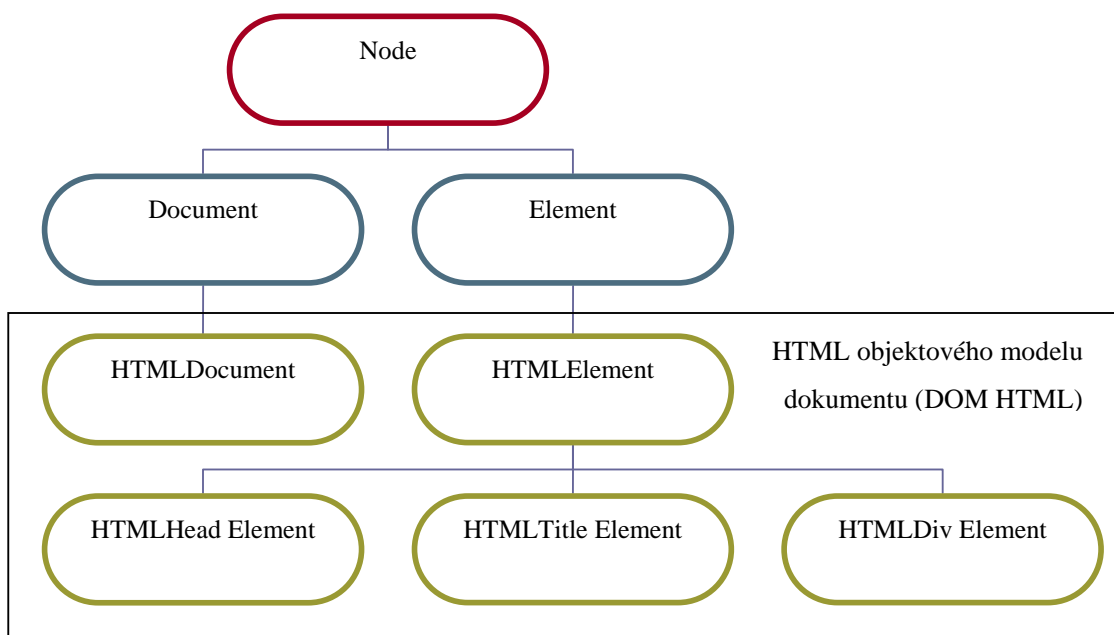 Node
Document
Element
HTMLDocument
HTMLElement
HTML objektového modelu
dokumentu (DOM HTML)
HTMLHead Element
HTMLTitle Element
HTMLDiv Element